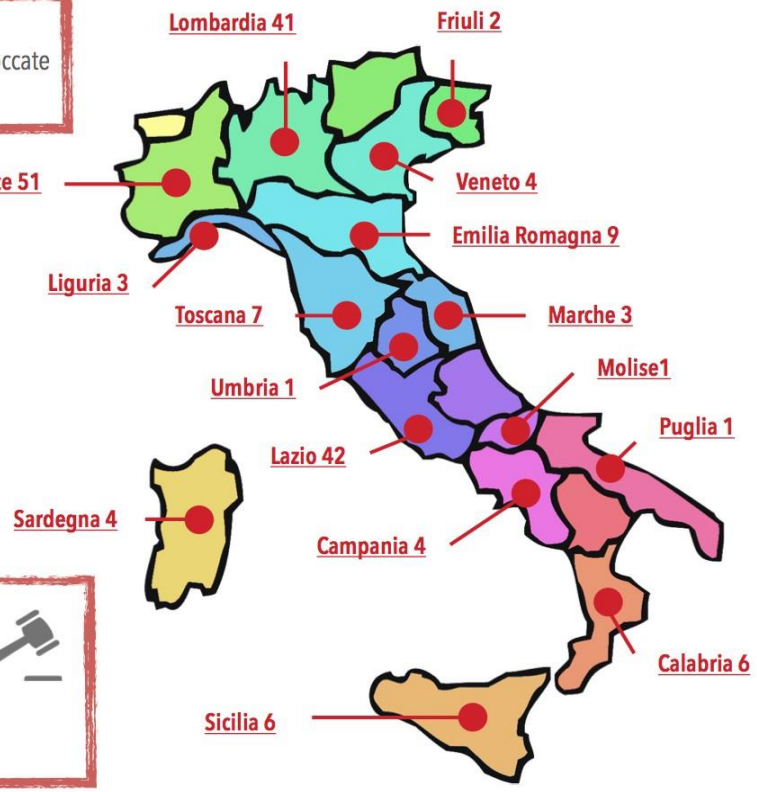 Lombardia 41
Friuli 2
51
Veneto 4
Emilia Romagna 9
Liguria 3
Toscana 7
Marche 3
Umbria 1
Molise1
Puglia 1
Lazio 42
Sardegna 4
Campania 4
Calabria 6
Sicilia 6